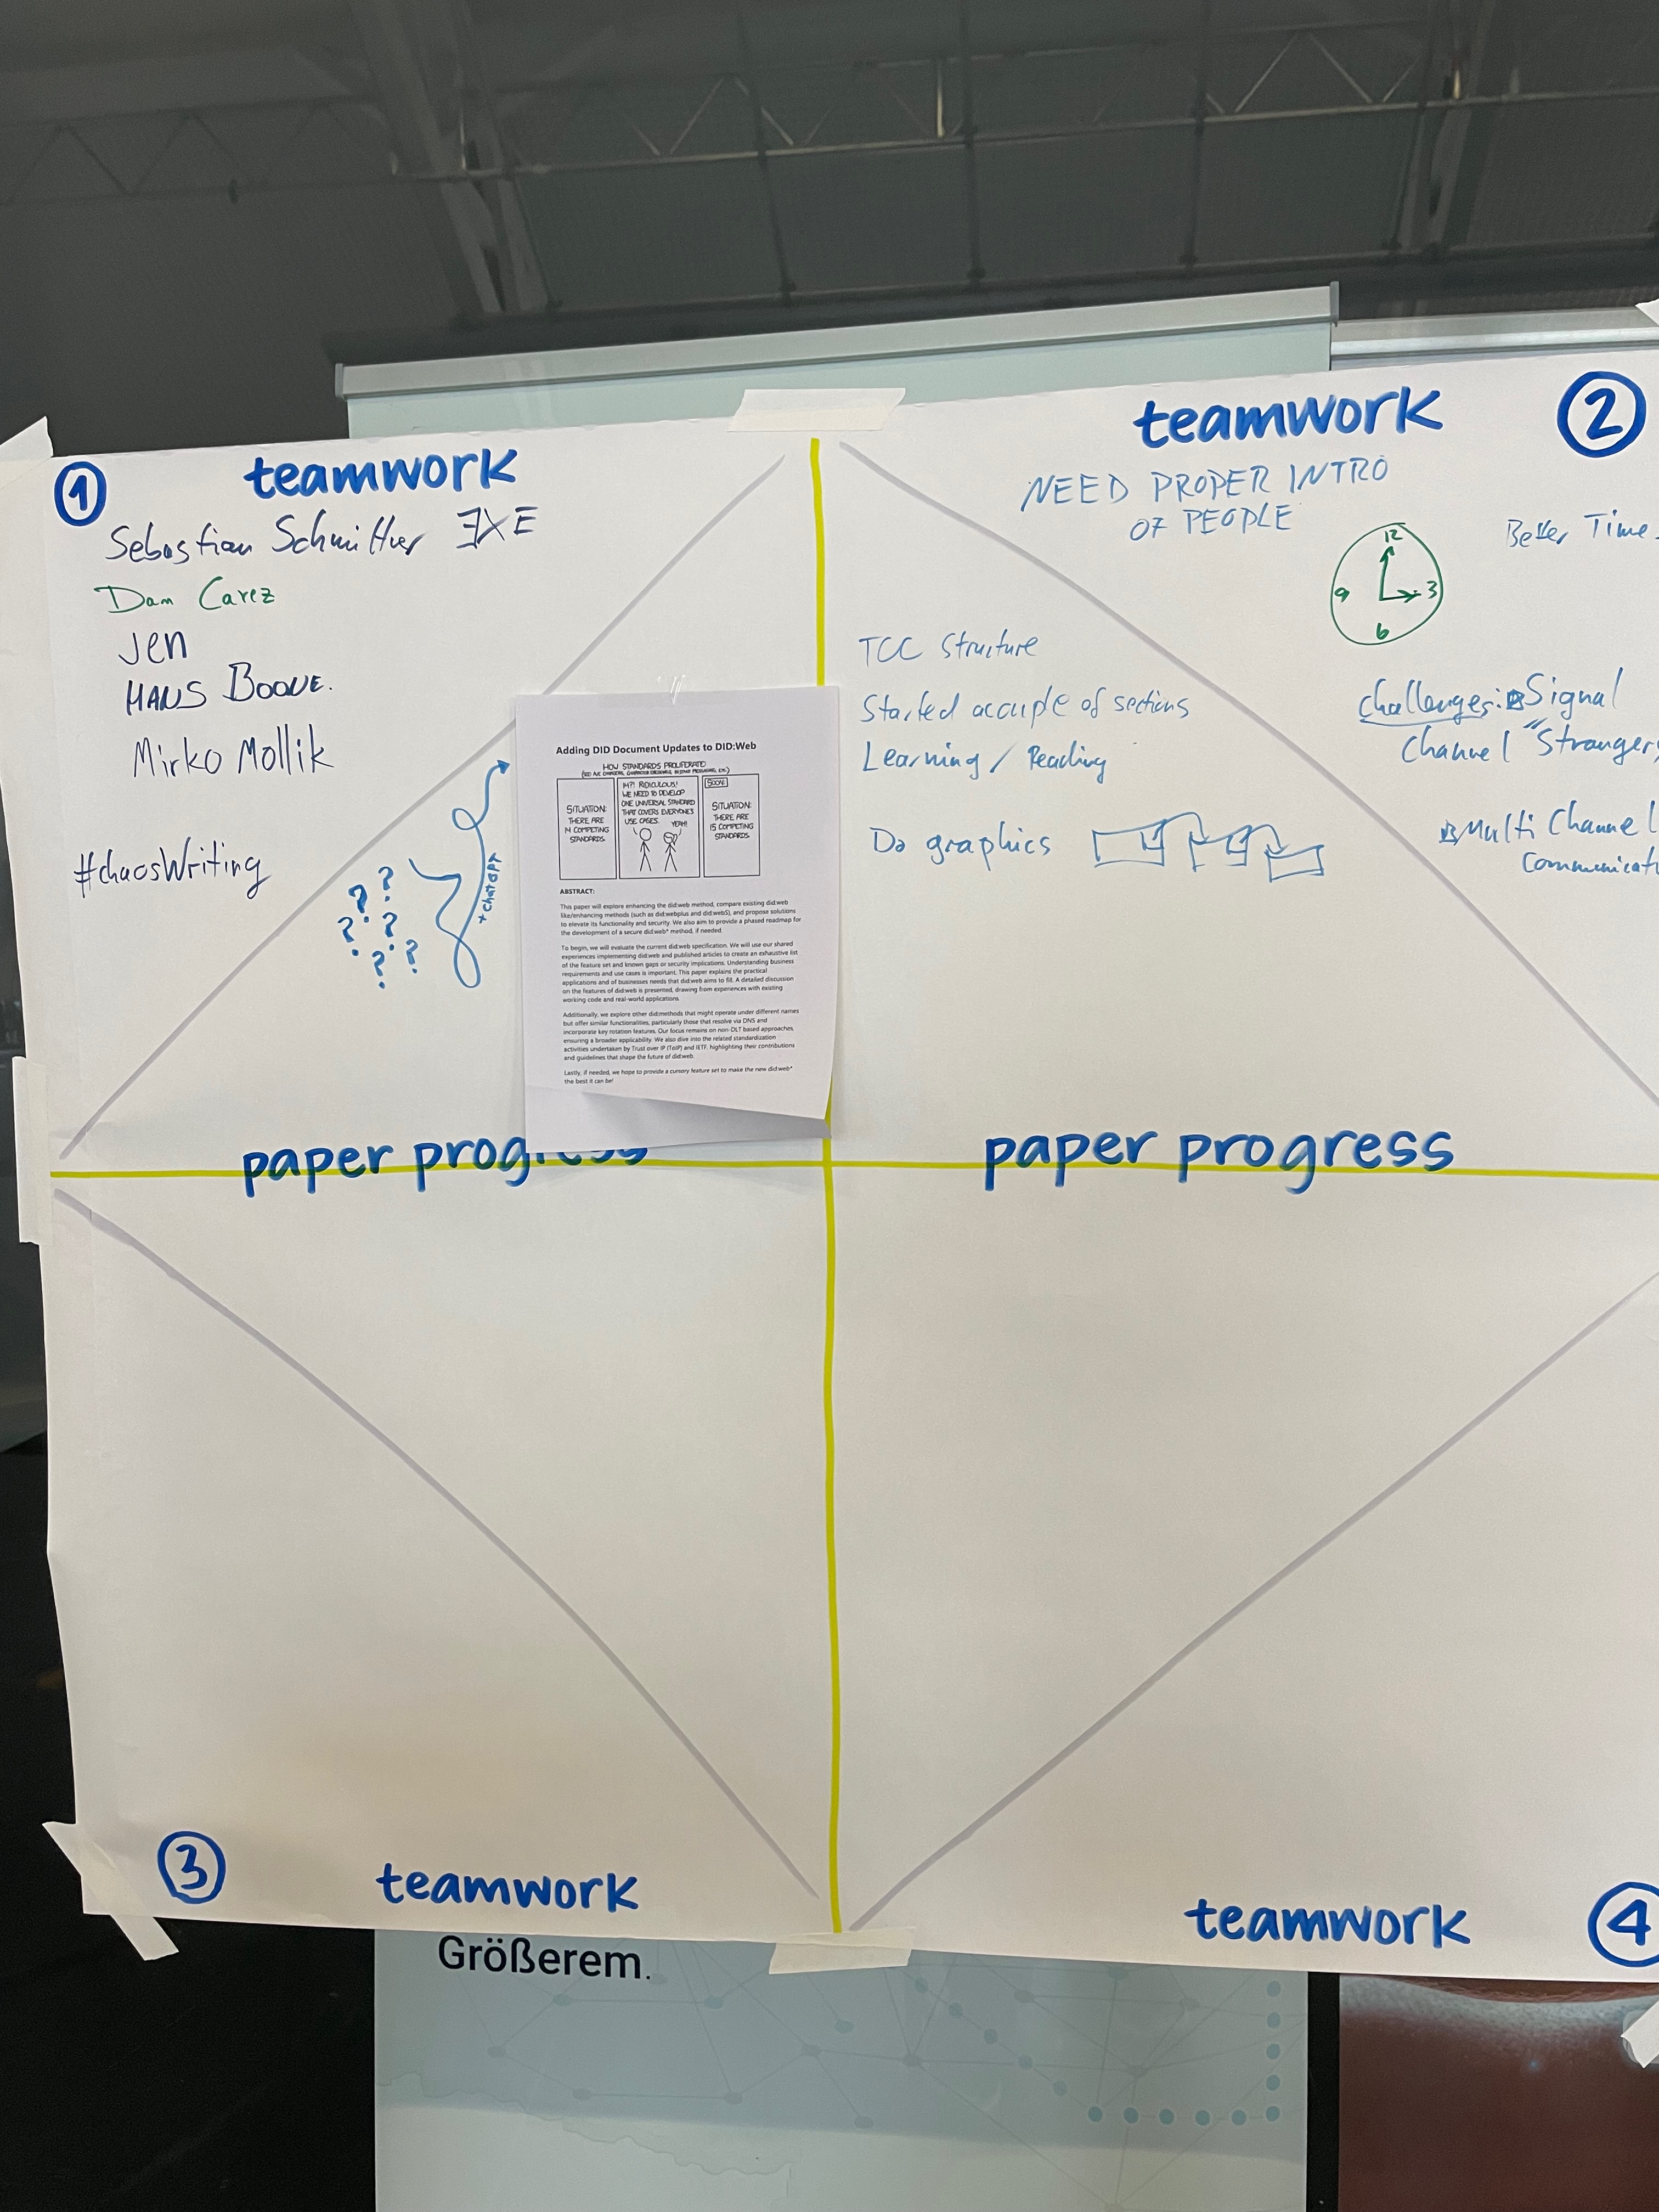 1
teamwork
Sebastian Schmittner EXE
Dam Carez
Jen
HANS BOONE.
Mirko Mollik
#chaosWriting
? ? ? ? ? ? ?
+ chatGPT
Adding DID Document Updates to DID:Web
HOW STANDARDS PROLIFERATE:
SITUATION:
THERE ARE
14 COMPETING
STANDARDS.
14?! RIDICULOUS!
WE NEED TO DEVELOP
ONE UNIVERSAL STANDARD
THAT COVERS EVERYONE'S
USE CASES.
YEAH!
SOON:
SITUATION:
THERE ARE
15 COMPETING
STANDARDS.
ABSTRACT:
This paper will explore enhancing the did:web method, compare existing did:web
like/enhancing methods (such as did:webplus and did:webS), and propose solutions
to elevate its functionality and security. We also aim to provide a phased roadmap for
the development of a secure did:web* method, if needed.
To begin, we will evaluate the current did:web specification. We will use our shared
experiences implementing did:web and published articles to create an exhaustive list
of the feature set and known gaps or security implications. Understanding business
requirements and use cases is important. This paper explains the practical
applications and of businesses needs that did:web aims to fill. A detailed discussion
on the features of did:web is presented, drawing from experiences with existing
working code and real-world applications.
Additionally, we explore other did:methods that might operate under different names
but offer similar functionalities, particularly those that resolve via DNS and
incorporate key rotation features. Our focus remains on non-DLT based approaches,
ensuring a broader applicability. We also dive into the related standardization
activities undertaken by Trust over IP (ToIP) and IETF, highlighting their contributions
and guidelines that shape the future of did:web.
Lastly, if needed, we hope to provide a cursory feature set to make the new did:web*
the best it can be!
paper progress
teamwork
2
NEED PROPER INTRO
OF PEOPLE
Better Time
12
9 3
6
TCC Structure
Started a couple of sections
Learning / Reading
Do graphics
challenges: Signal
Channel "Strangers
Multi Channel
Communicati
paper progress
3
teamwork
teamwork
4
Größerem.